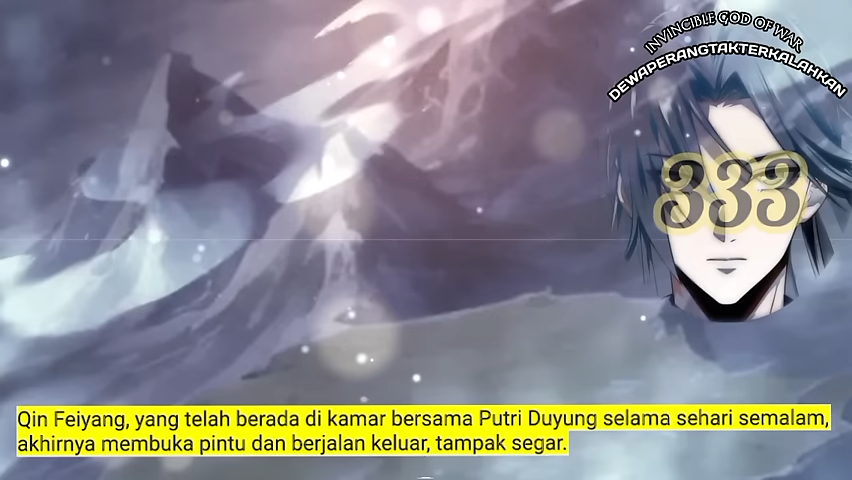 INVINCIBLE GOD OF WAR
DEWAPERANGTAKTERKALAHKAN
333
Qin Feiyang, yang telah berada di kamar bersama Putri Duyung selama sehari semalam,
akhirnya membuka pintu dan berjalan keluar, tampak segar.